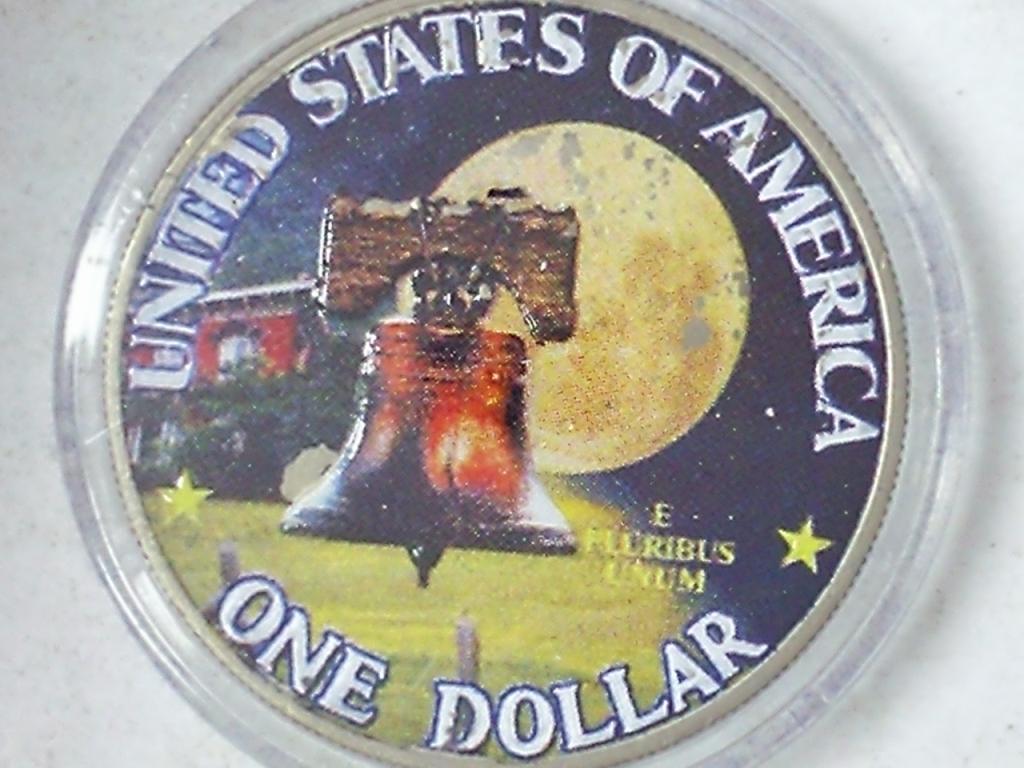 UNITED STATES OF AMERICA
E
PLURIBUS
UNUM
ONE DOLLAR